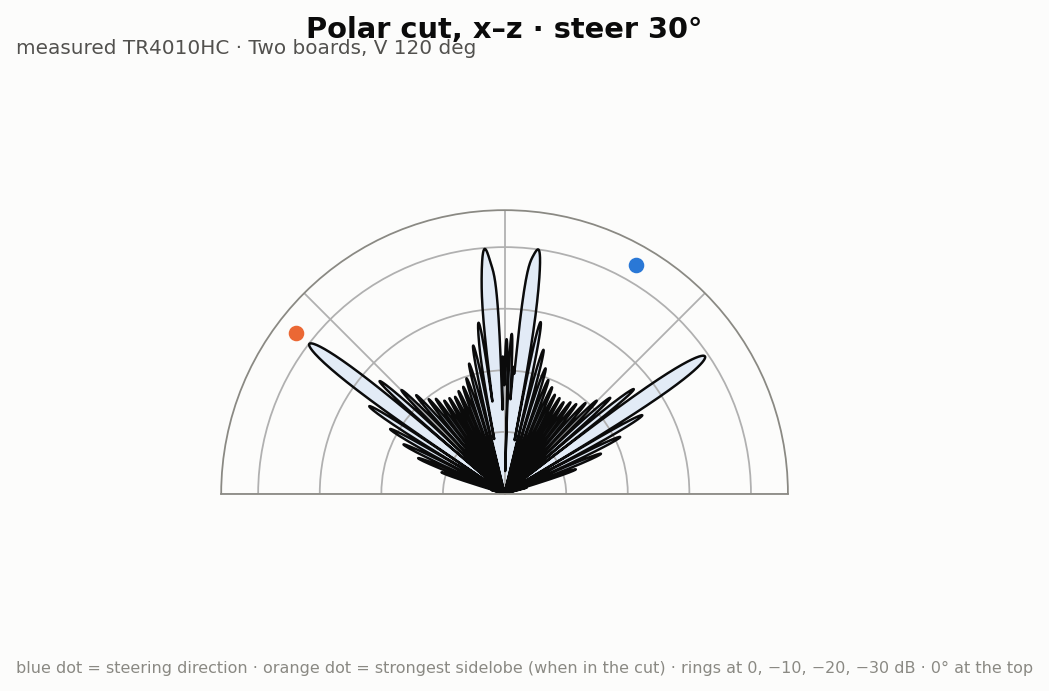 Polar cut, x–z · steer 30°
measured TR4010HC · Two boards, V 120 deg
blue dot = steering direction · orange dot = strongest sidelobe (when in the cut) · rings at 0, −10, −20, −30 dB · 0° at the top